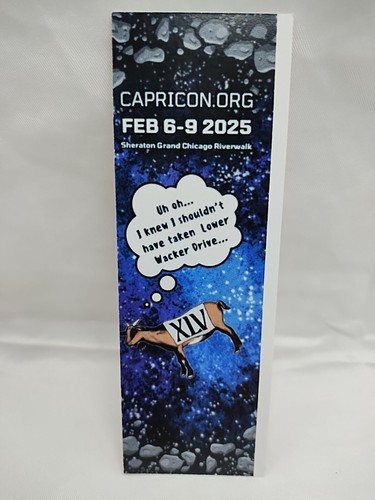 CAPRICON.ORG
FEB 6-9 2025
Sheraton Grand Chicago Riverwalk
Uh oh...
I knew I shouldn't
have taken Lower
Wacker Drive...
XLV